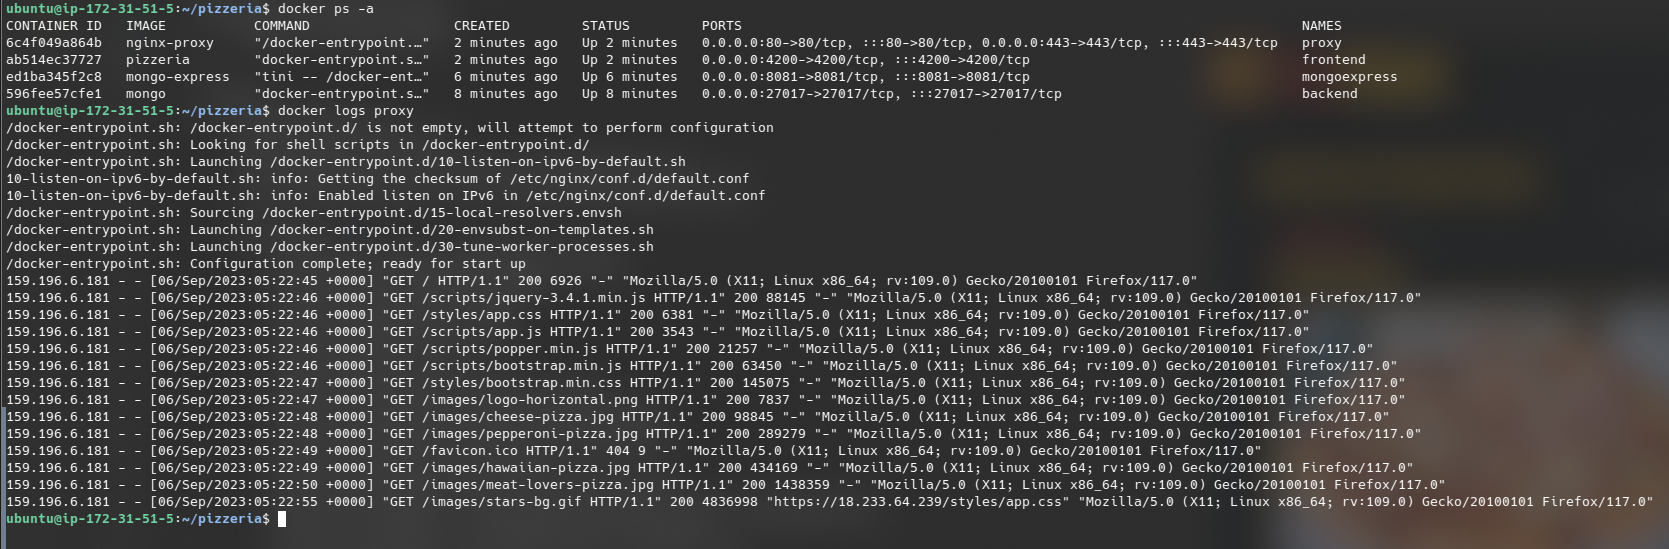 ubuntu@ip-172-31-51-5:~/pizzeria$ docker ps -a
CONTAINER ID   IMAGE           COMMAND                  CREATED         STATUS         PORTS                                                                      NAMES
6c4f049a864b   nginx-proxy     "/docker-entrypoint.…"   2 minutes ago   Up 2 minutes   0.0.0.0:80->80/tcp, :::80->80/tcp, 0.0.0.0:443->443/tcp, :::443->443/tcp   proxy
ab514ec37727   pizzeria        "docker-entrypoint.s…"   2 minutes ago   Up 2 minutes   0.0.0.0:4200->4200/tcp, :::4200->4200/tcp                                  frontend
ed1ba345f2c8   mongo-express   "tini -- /docker-ent…"   6 minutes ago   Up 6 minutes   0.0.0.0:8081->8081/tcp, :::8081->8081/tcp                                  mongoexpress
596fee57cfe1   mongo           "docker-entrypoint.s…"   8 minutes ago   Up 8 minutes   0.0.0.0:27017->27017/tcp, :::27017->27017/tcp                              backend
ubuntu@ip-172-31-51-5:~/pizzeria$ docker logs proxy
/docker-entrypoint.sh: /docker-entrypoint.d/ is not empty, will attempt to perform configuration
/docker-entrypoint.sh: Looking for shell scripts in /docker-entrypoint.d/
/docker-entrypoint.sh: Launching /docker-entrypoint.d/10-listen-on-ipv6-by-default.sh
10-listen-on-ipv6-by-default.sh: info: Getting the checksum of /etc/nginx/conf.d/default.conf
10-listen-on-ipv6-by-default.sh: info: Enabled listen on IPv6 in /etc/nginx/conf.d/default.conf
/docker-entrypoint.sh: Sourcing /docker-entrypoint.d/15-local-resolvers.envsh
/docker-entrypoint.sh: Launching /docker-entrypoint.d/20-envsubst-on-templates.sh
/docker-entrypoint.sh: Launching /docker-entrypoint.d/30-tune-worker-processes.sh
/docker-entrypoint.sh: Configuration complete; ready for start up
159.196.6.181 - - [06/Sep/2023:05:22:45 +0000] "GET / HTTP/1.1" 200 6926 "-" "Mozilla/5.0 (X11; Linux x86_64; rv:109.0) Gecko/20100101 Firefox/117.0"
159.196.6.181 - - [06/Sep/2023:05:22:46 +0000] "GET /scripts/jquery-3.4.1.min.js HTTP/1.1" 200 88145 "-" "Mozilla/5.0 (X11; Linux x86_64; rv:109.0) Gecko/20100101 Firefox/117.0"
159.196.6.181 - - [06/Sep/2023:05:22:46 +0000] "GET /styles/app.css HTTP/1.1" 200 6381 "-" "Mozilla/5.0 (X11; Linux x86_64; rv:109.0) Gecko/20100101 Firefox/117.0"
159.196.6.181 - - [06/Sep/2023:05:22:46 +0000] "GET /scripts/app.js HTTP/1.1" 200 3543 "-" "Mozilla/5.0 (X11; Linux x86_64; rv:109.0) Gecko/20100101 Firefox/117.0"
159.196.6.181 - - [06/Sep/2023:05:22:46 +0000] "GET /scripts/popper.min.js HTTP/1.1" 200 21257 "-" "Mozilla/5.0 (X11; Linux x86_64; rv:109.0) Gecko/20100101 Firefox/117.0"
159.196.6.181 - - [06/Sep/2023:05:22:46 +0000] "GET /scripts/bootstrap.min.js HTTP/1.1" 200 63450 "-" "Mozilla/5.0 (X11; Linux x86_64; rv:109.0) Gecko/20100101 Firefox/117.0"
159.196.6.181 - - [06/Sep/2023:05:22:47 +0000] "GET /styles/bootstrap.min.css HTTP/1.1" 200 145075 "-" "Mozilla/5.0 (X11; Linux x86_64; rv:109.0) Gecko/20100101 Firefox/117.0"
159.196.6.181 - - [06/Sep/2023:05:22:47 +0000] "GET /images/logo-horizontal.png HTTP/1.1" 200 7837 "-" "Mozilla/5.0 (X11; Linux x86_64; rv:109.0) Gecko/20100101 Firefox/117.0"
159.196.6.181 - - [06/Sep/2023:05:22:48 +0000] "GET /images/cheese-pizza.jpg HTTP/1.1" 200 98845 "-" "Mozilla/5.0 (X11; Linux x86_64; rv:109.0) Gecko/20100101 Firefox/117.0"
159.196.6.181 - - [06/Sep/2023:05:22:48 +0000] "GET /images/pepperoni-pizza.jpg HTTP/1.1" 200 289279 "-" "Mozilla/5.0 (X11; Linux x86_64; rv:109.0) Gecko/20100101 Firefox/117.0"
159.196.6.181 - - [06/Sep/2023:05:22:49 +0000] "GET /favicon.ico HTTP/1.1" 404 9 "-" "Mozilla/5.0 (X11; Linux x86_64; rv:109.0) Gecko/20100101 Firefox/117.0"
159.196.6.181 - - [06/Sep/2023:05:22:49 +0000] "GET /images/hawaiian-pizza.jpg HTTP/1.1" 200 434169 "-" "Mozilla/5.0 (X11; Linux x86_64; rv:109.0) Gecko/20100101 Firefox/117.0"
159.196.6.181 - - [06/Sep/2023:05:22:50 +0000] "GET /images/meat-lovers-pizza.jpg HTTP/1.1" 200 1438359 "-" "Mozilla/5.0 (X11; Linux x86_64; rv:109.0) Gecko/20100101 Firefox/117.0"
159.196.6.181 - - [06/Sep/2023:05:22:55 +0000] "GET /images/stars-bg.gif HTTP/1.1" 200 4836998 "https://18.233.64.239/styles/app.css" "Mozilla/5.0 (X11; Linux x86_64; rv:109.0) Gecko/20100101 Firefox/117.0"
ubuntu@ip-172-31-51-5:~/pizzeria$